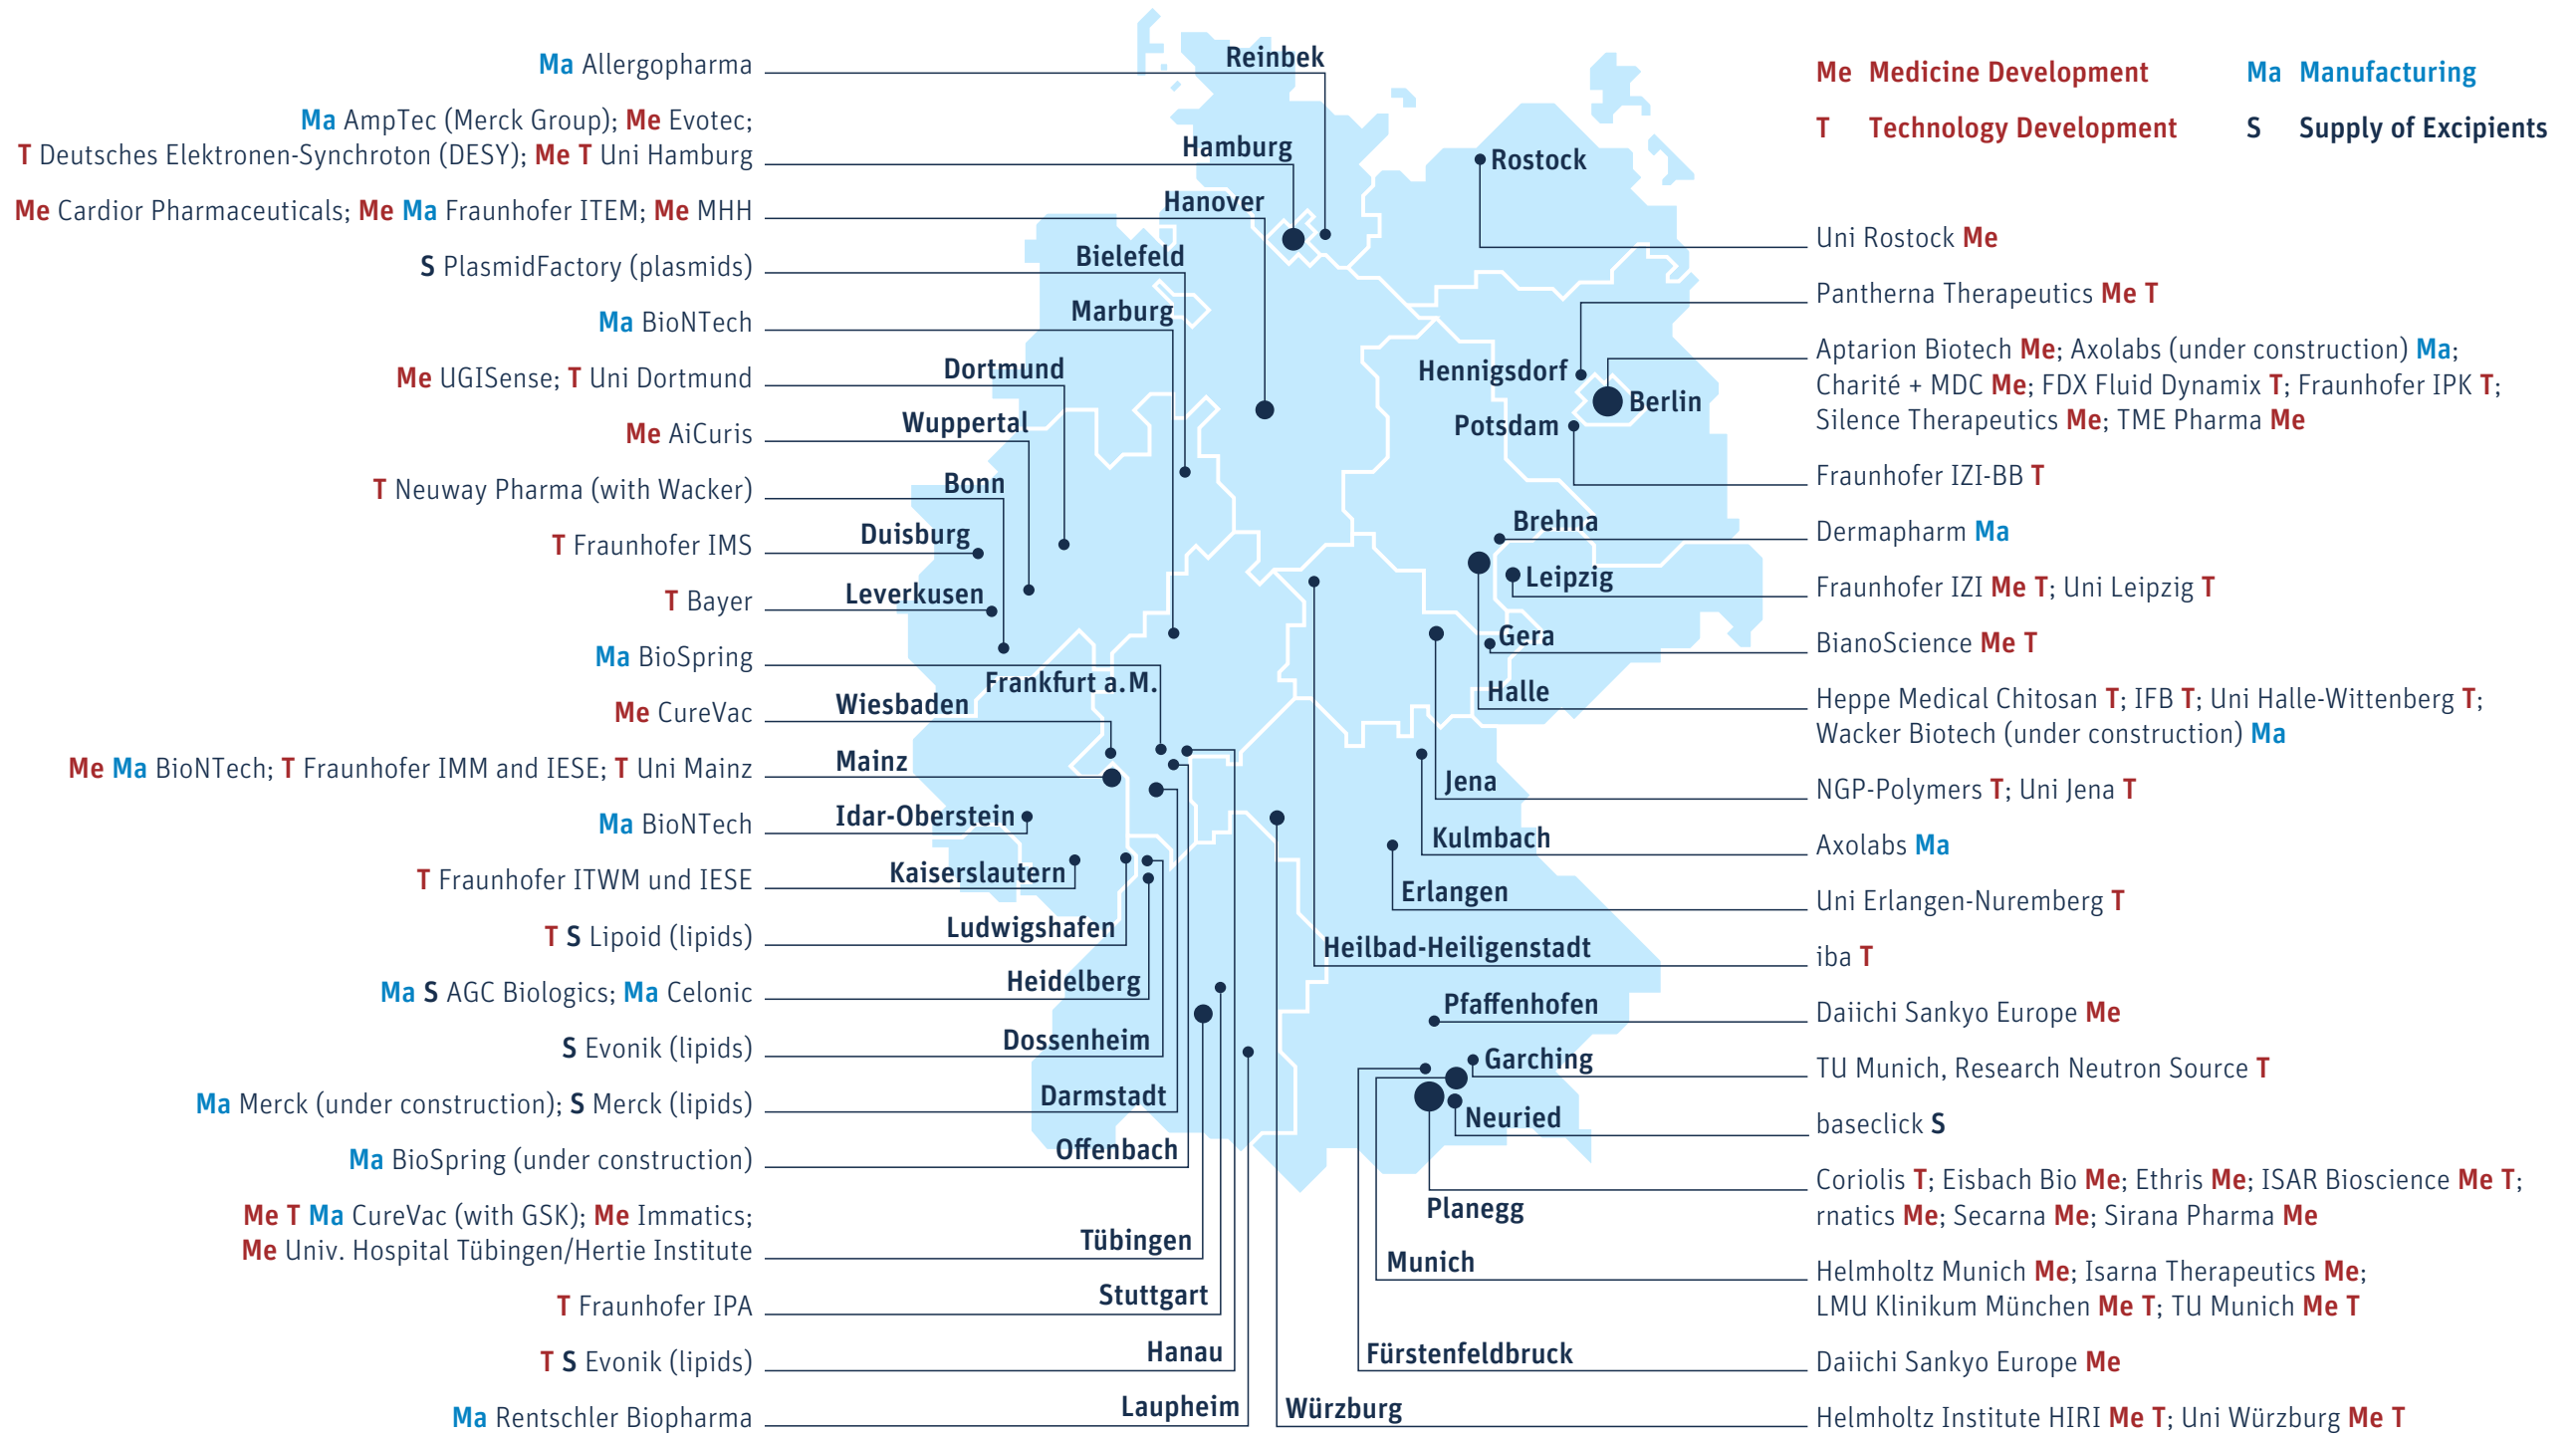 Me Medicine Development
Ma Manufacturing
T Technology Development
S Supply of Excipients
Ma Allergopharma
Reinbek
Ma AmpTec (Merck Group); Me Evotec;
T Deutsches Elektronen-Synchroton (DESY); Me T Uni Hamburg
Hamburg
Me Cardior Pharmaceuticals; Me Ma Fraunhofer ITEM; Me MHH
Hanover
S PlasmidFactory (plasmids)
Bielefeld
Ma BioNTech
Marburg
Me UGISense; T Uni Dortmund
Dortmund
Me AiCuris
Wuppertal
T Neuway Pharma (with Wacker)
Bonn
T Fraunhofer IMS
Duisburg
T Bayer
Leverkusen
Ma BioSpring
Frankfurt a.M.
Me CureVac
Wiesbaden
Me Ma BioNTech; T Fraunhofer IMM and IESE; T Uni Mainz
Mainz
Ma BioNTech
Idar-Oberstein
T Fraunhofer ITWM und IESE
Kaiserslautern
T S Lipoid (lipids)
Ludwigshafen
Ma S AGC Biologics; Ma Celonic
Heidelberg
S Evonik (lipids)
Dossenheim
Ma Merck (under construction); S Merck (lipids)
Darmstadt
Ma BioSpring (under construction)
Offenbach
Me T Ma CureVac (with GSK); Me Immatics;
Me Univ. Hospital Tübingen/Hertie Institute
Tübingen
T Fraunhofer IPA
Stuttgart
T S Evonik (lipids)
Hanau
Ma Rentschler Biopharma
Laupheim
Rostock
Uni Rostock Me
Hennigsdorf
Pantherna Therapeutics Me T
Berlin
Aptarion Biotech Me; Axolabs (under construction) Ma;
Charité + MDC Me; FDX Fluid Dynamix T; Fraunhofer IPK T;
Silence Therapeutics Me; TME Pharma Me
Potsdam
Fraunhofer IZI-BB T
Brehna
Dermapharm Ma
Leipzig
Fraunhofer IZI Me T; Uni Leipzig T
Gera
BianoScience Me T
Halle
Heppe Medical Chitosan T; IFB T; Uni Halle-Wittenberg T;
Wacker Biotech (under construction) Ma
Jena
NGP-Polymers T; Uni Jena T
Kulmbach
Axolabs Ma
Erlangen
Uni Erlangen-Nuremberg T
Heilbad-Heiligenstadt
iba T
Pfaffenhofen
Daiichi Sankyo Europe Me
Garching
TU Munich, Research Neutron Source T
Neuried
baseclick S
Planegg
Coriolis T; Eisbach Bio Me; Ethris Me; ISAR Bioscience Me T;
rnatics Me; Secarna Me; Sirana Pharma Me
Munich
Helmholtz Munich Me; Isarna Therapeutics Me;
LMU Klinikum München Me T; TU Munich Me T
Fürstenfeldbruck
Daiichi Sankyo Europe Me
Würzburg
Helmholtz Institute HIRI Me T; Uni Würzburg Me T